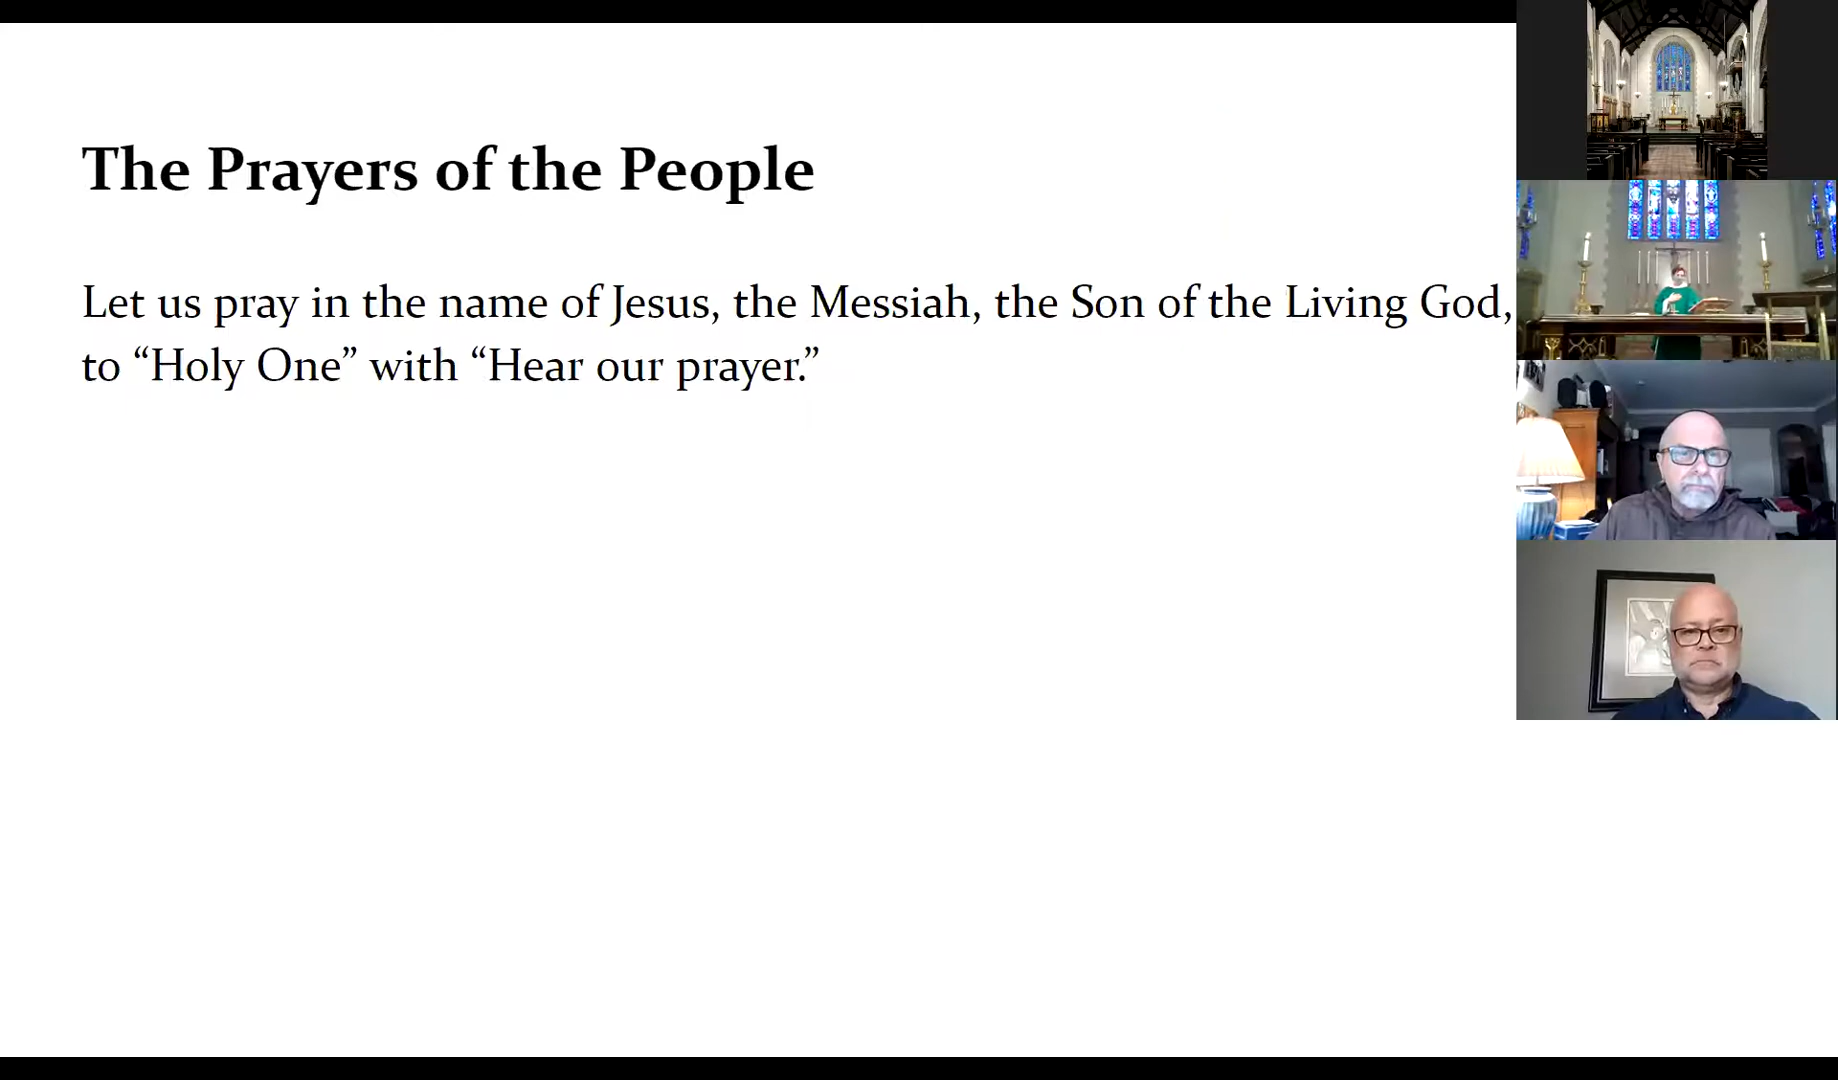 The Prayers of the People
Let us pray in the name of Jesus, the Messiah, the Son of the Living God,
to “Holy One” with “Hear our prayer.”